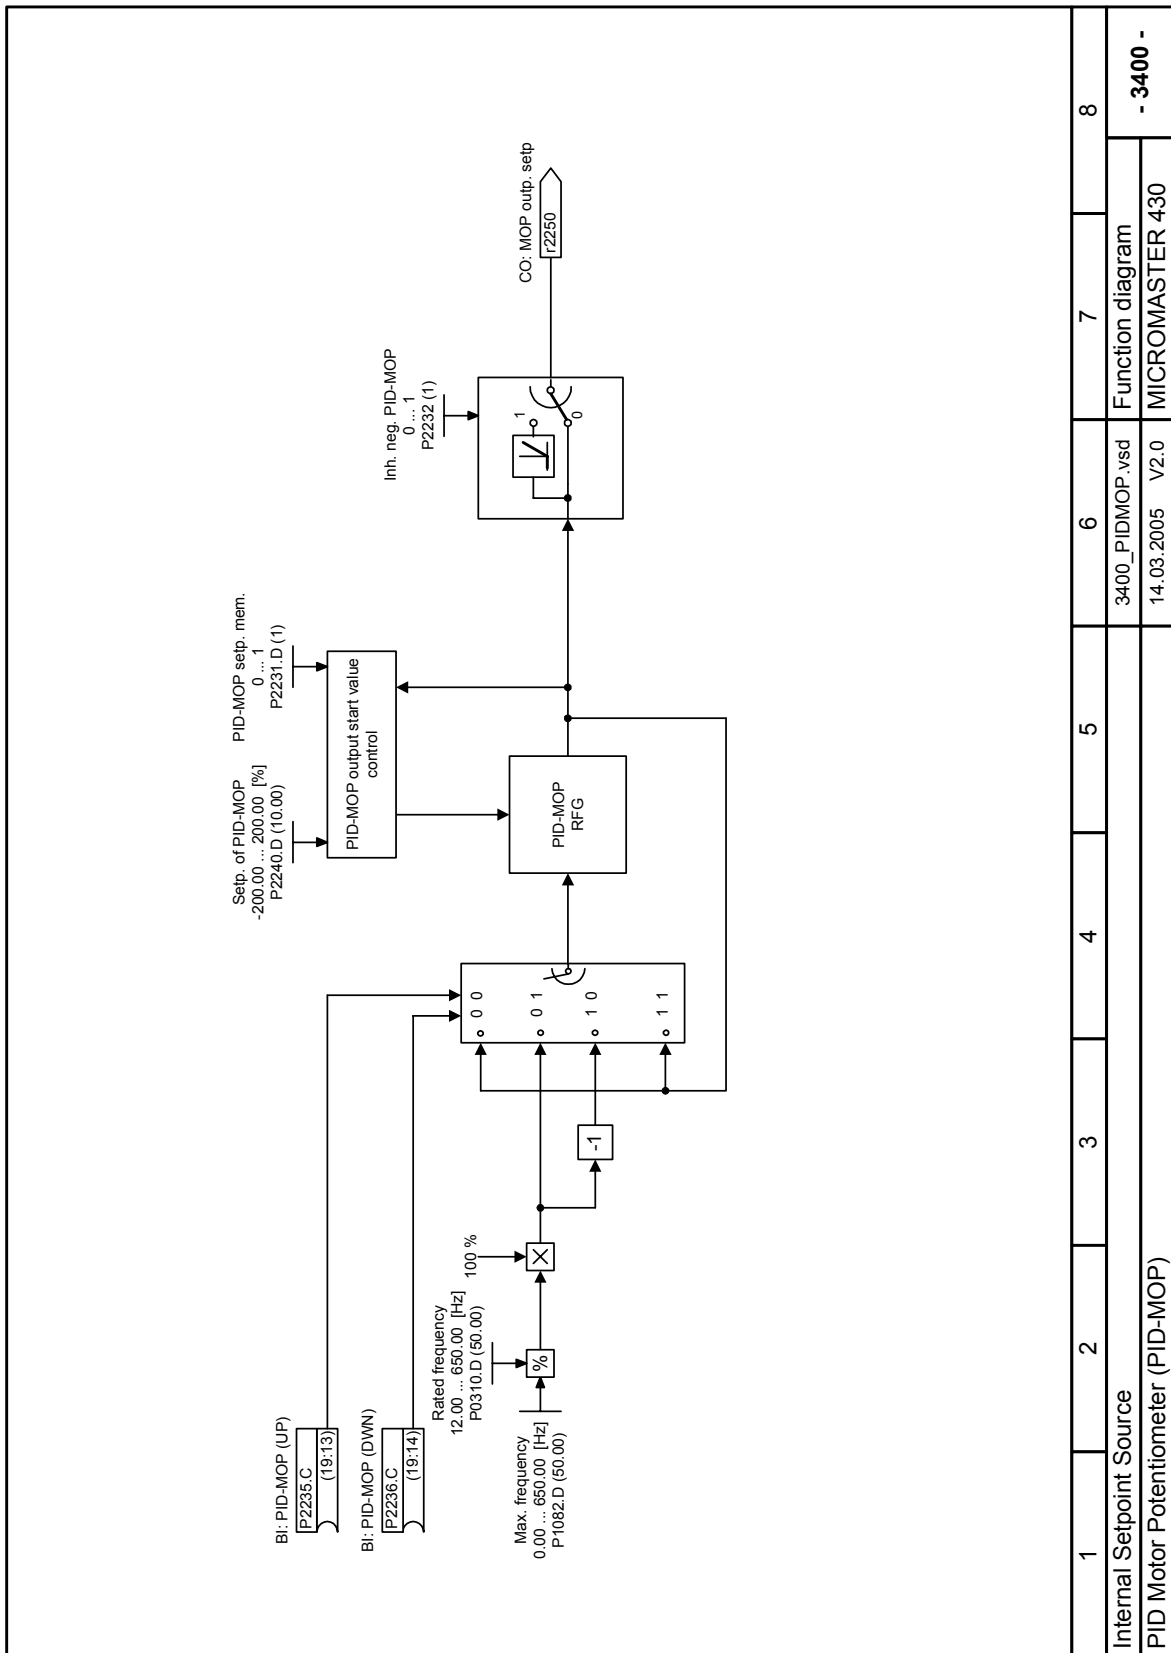 BI: PID-MOP (UP)
P2235.C
(19:13)
BI: PID-MOP (DWN)
P2236.C
(19:14)
Rated frequency
12.00 ... 650.00 [Hz]
P0310.D (50.00)
100 %
Max. frequency
0.00 ... 650.00 [Hz]
P1082.D (50.00)
%
-1
0 0
0 1
1 0
1 1
Setp. of PID-MOP
-200.00 ... 200.00 [%]
P2240.D (10.00)
PID-MOP setp. mem.
0 ... 1
P2231.D (1)
PID-MOP output start value
control
PID-MOP
RFG
Inh. neg. PID-MOP
0 ... 1
P2232 (1)
1
0
CO: MOP outp. setp
r2250
1
2
3
4
5
6
7
8
Internal Setpoint Source
3400_PIDMOP.vsd
Function diagram
- 3400 -
PID Motor Potentiometer (PID-MOP)
14.03.2005 V2.0
MICROMASTER 430